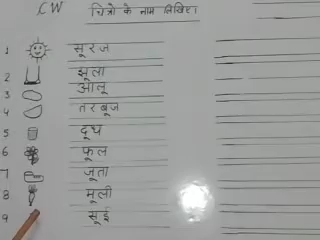 CW चित्रो के नाम लिखिए।
1 सूरज
2 झूला
3 आलू
4 तरबूज
5 दूध
6 फूल
7 जूता
8 मूली
9 सूई